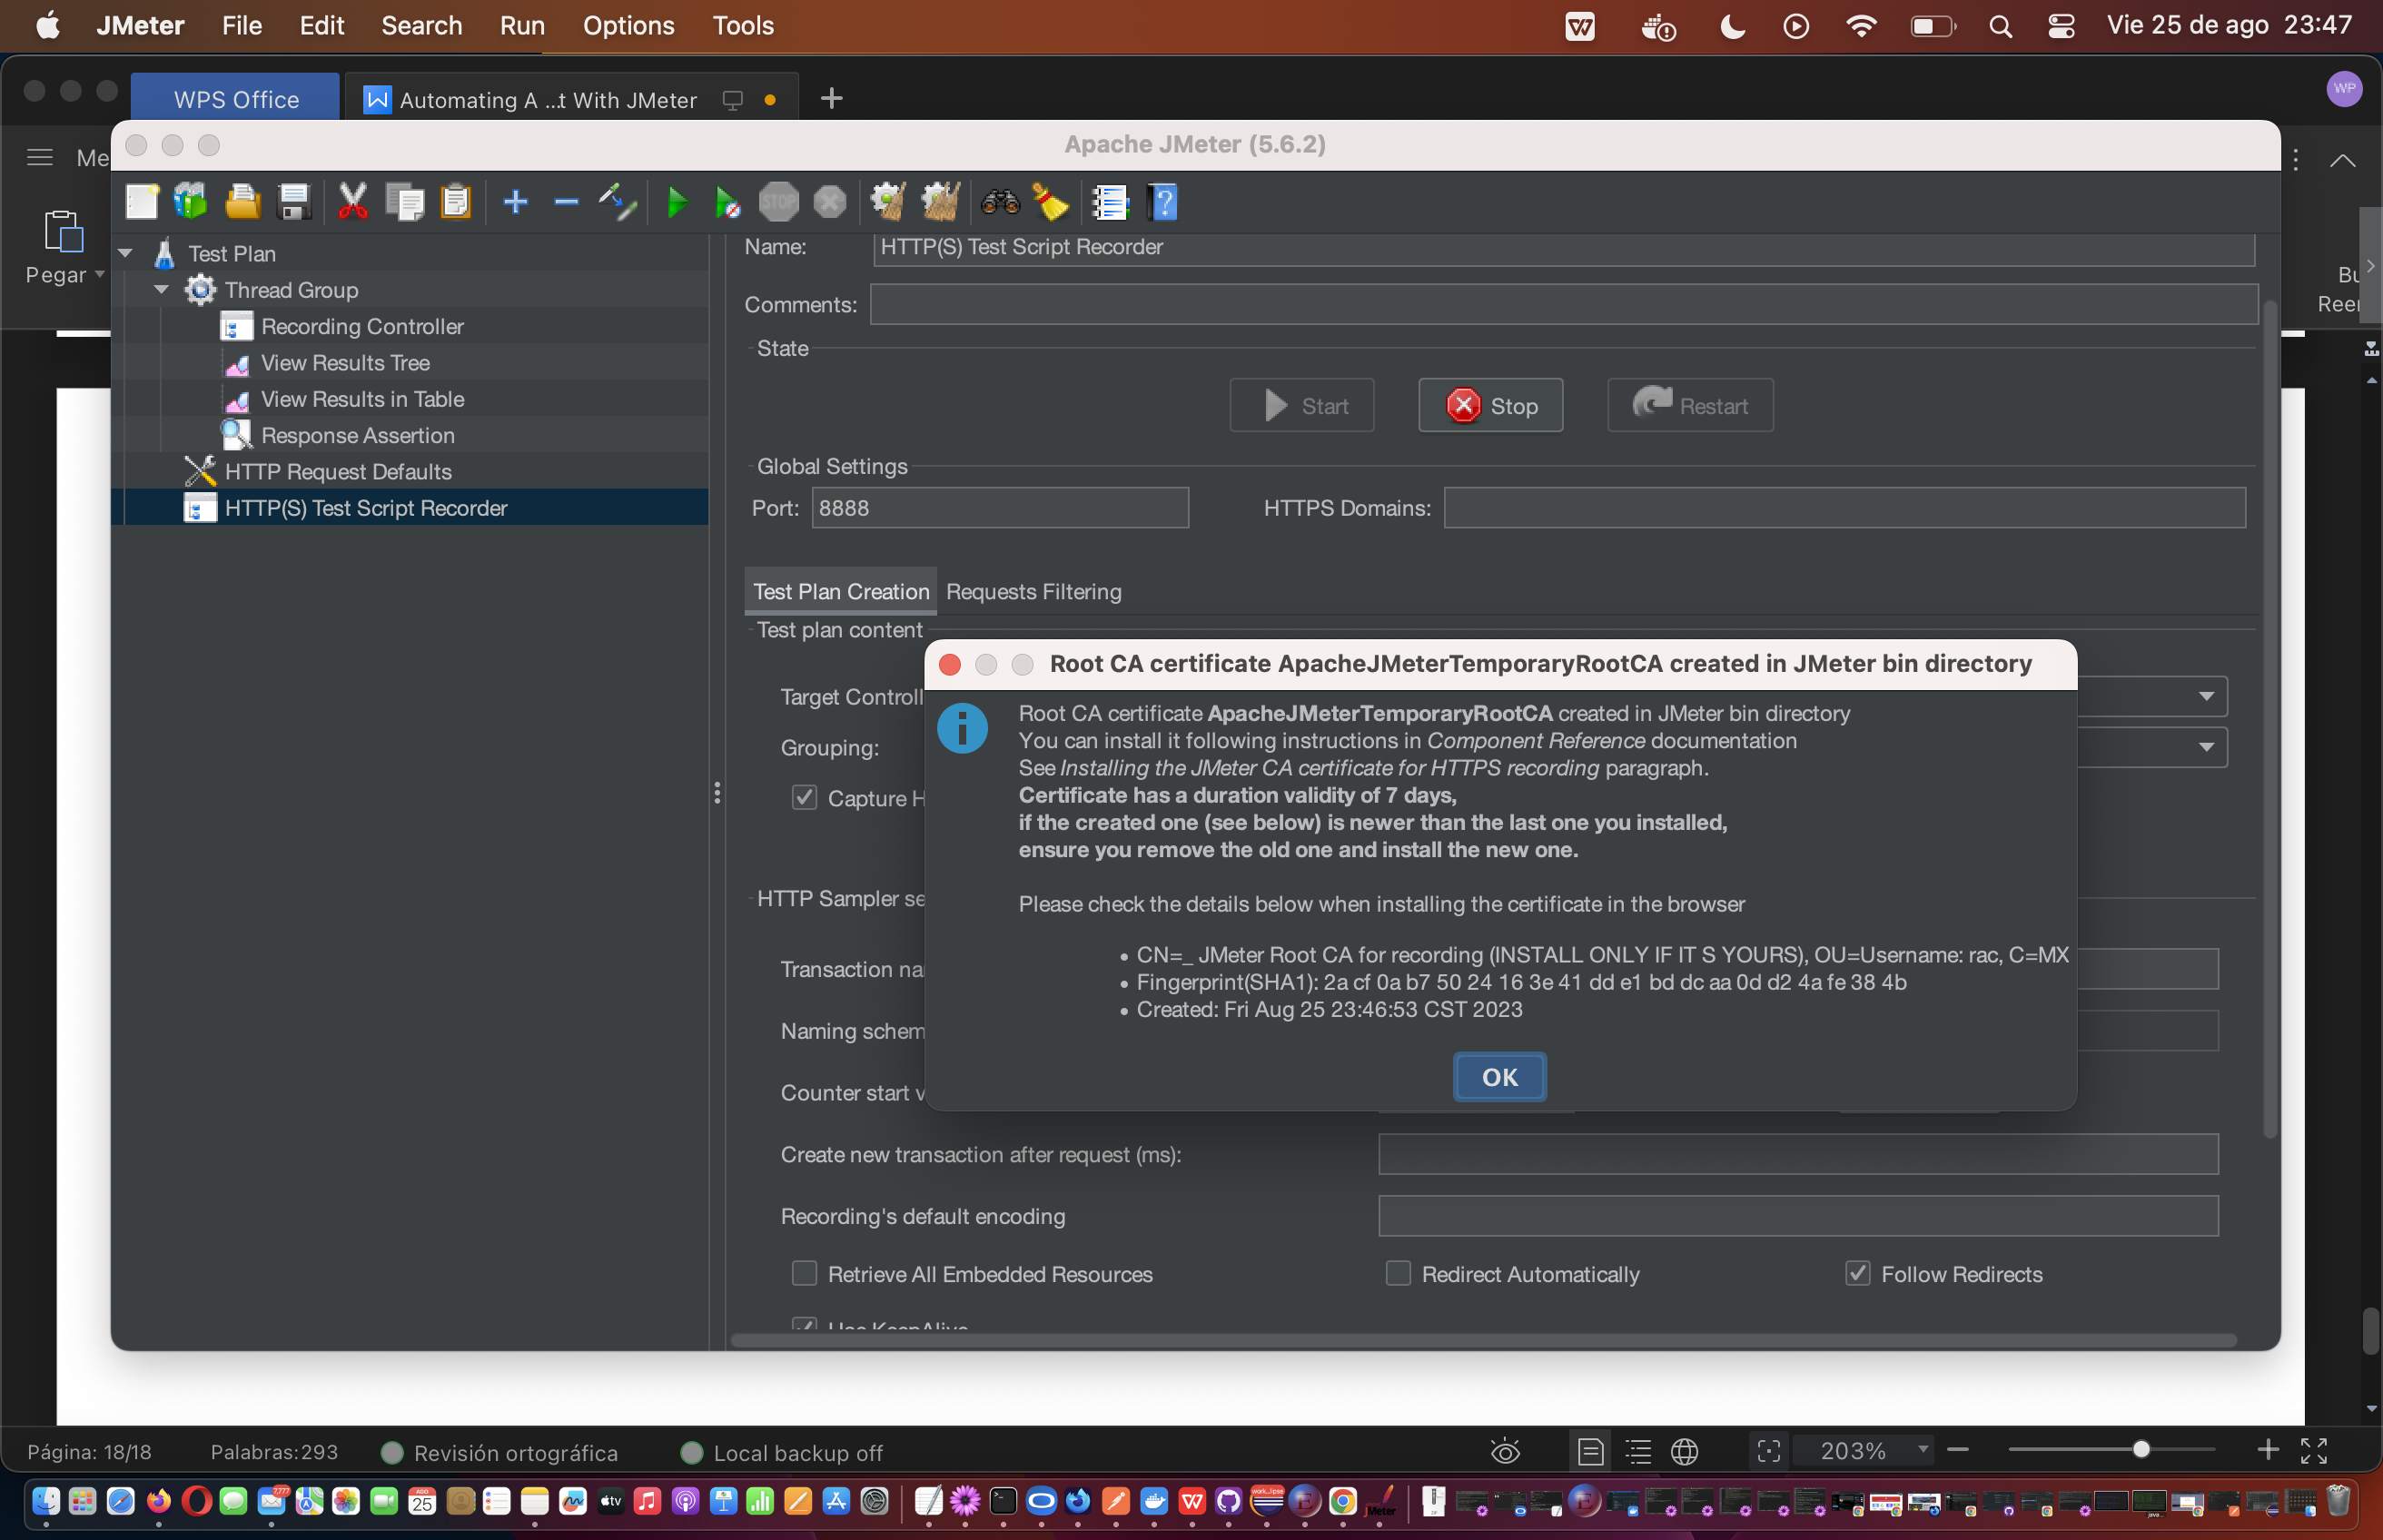 JMeter File Edit Search Run Options Tools
Vie 25 de ago 23:47
WPS Office
Automating A ...t With JMeter
WP
Me
Apache JMeter (5.6.2)
Pegar
STOP
Test Plan
Thread Group
Recording Controller
View Results Tree
View Results in Table
Response Assertion
HTTP Request Defaults
HTTP(S) Test Script Recorder
Name: HTTP(S) Test Script Recorder
Comments:
State
Start Stop Restart
Global Settings
Port: 8888 HTTPS Domains:
Test Plan Creation Requests Filtering
Test plan content
Target Controll
Grouping:
Capture H
HTTP Sampler se
Transaction na
Naming schem
Counter start v
Create new transaction after request (ms):
Recording's default encoding
Retrieve All Embedded Resources Redirect Automatically Follow Redirects
Use KeepAlive
Root CA certificate ApacheJMeterTemporaryRootCA created in JMeter bin directory
Root CA certificate ApacheJMeterTemporaryRootCA created in JMeter bin directory
You can install it following instructions in Component Reference documentation
See Installing the JMeter CA certificate for HTTPS recording paragraph.
Certificate has a duration validity of 7 days,
if the created one (see below) is newer than the last one you installed,
ensure you remove the old one and install the new one.
Please check the details below when installing the certificate in the browser
• CN=_ JMeter Root CA for recording (INSTALL ONLY IF IT S YOURS), OU=Username: rac, C=MX
• Fingerprint(SHA1): 2a cf 0a b7 50 24 16 3e 41 dd e1 bd dc aa 0d d2 4a fe 38 4b
• Created: Fri Aug 25 23:46:53 CST 2023
OK
Bu
Reer
Página: 18/18 Palabras:293 Revisión ortográfica Local backup off
203%
7,777
AGO
25
tv
Meter